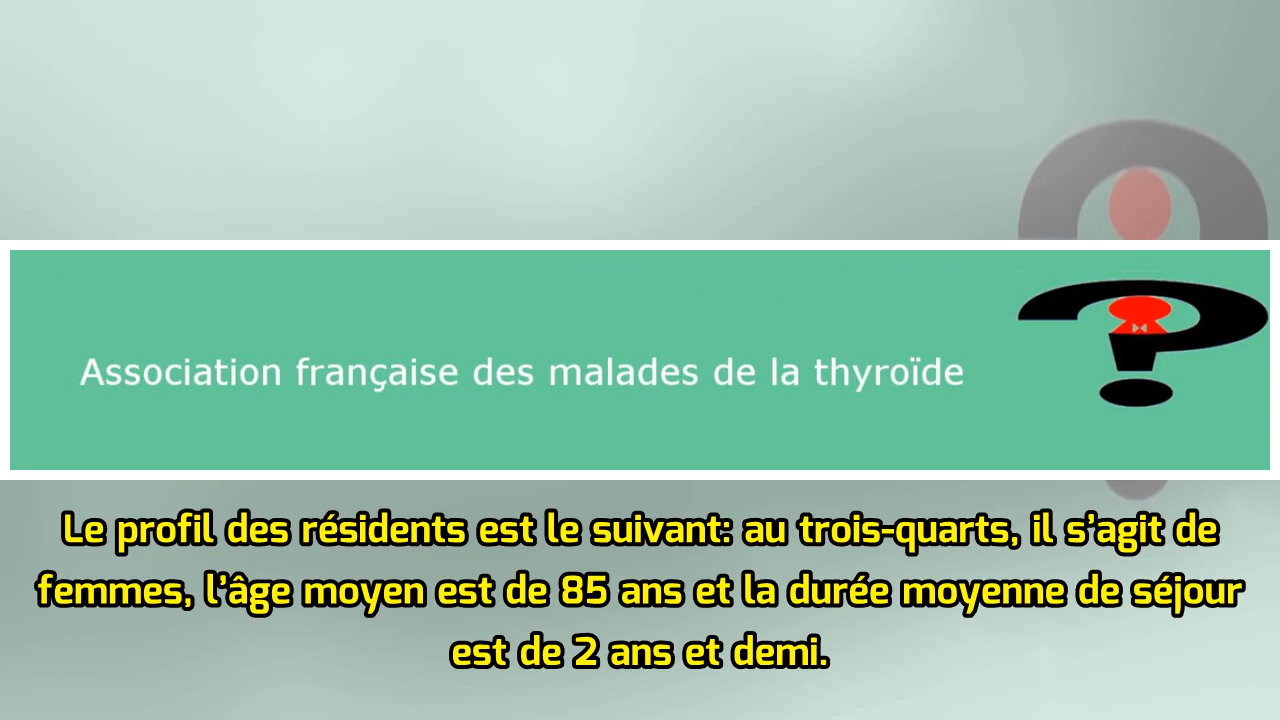 Association française des malades de la thyroïde
Le profil des résidents est le suivant: au trois-quarts, il s’agit de
femmes, l’âge moyen est de 85 ans et la durée moyenne de séjour
est de 2 ans et demi.